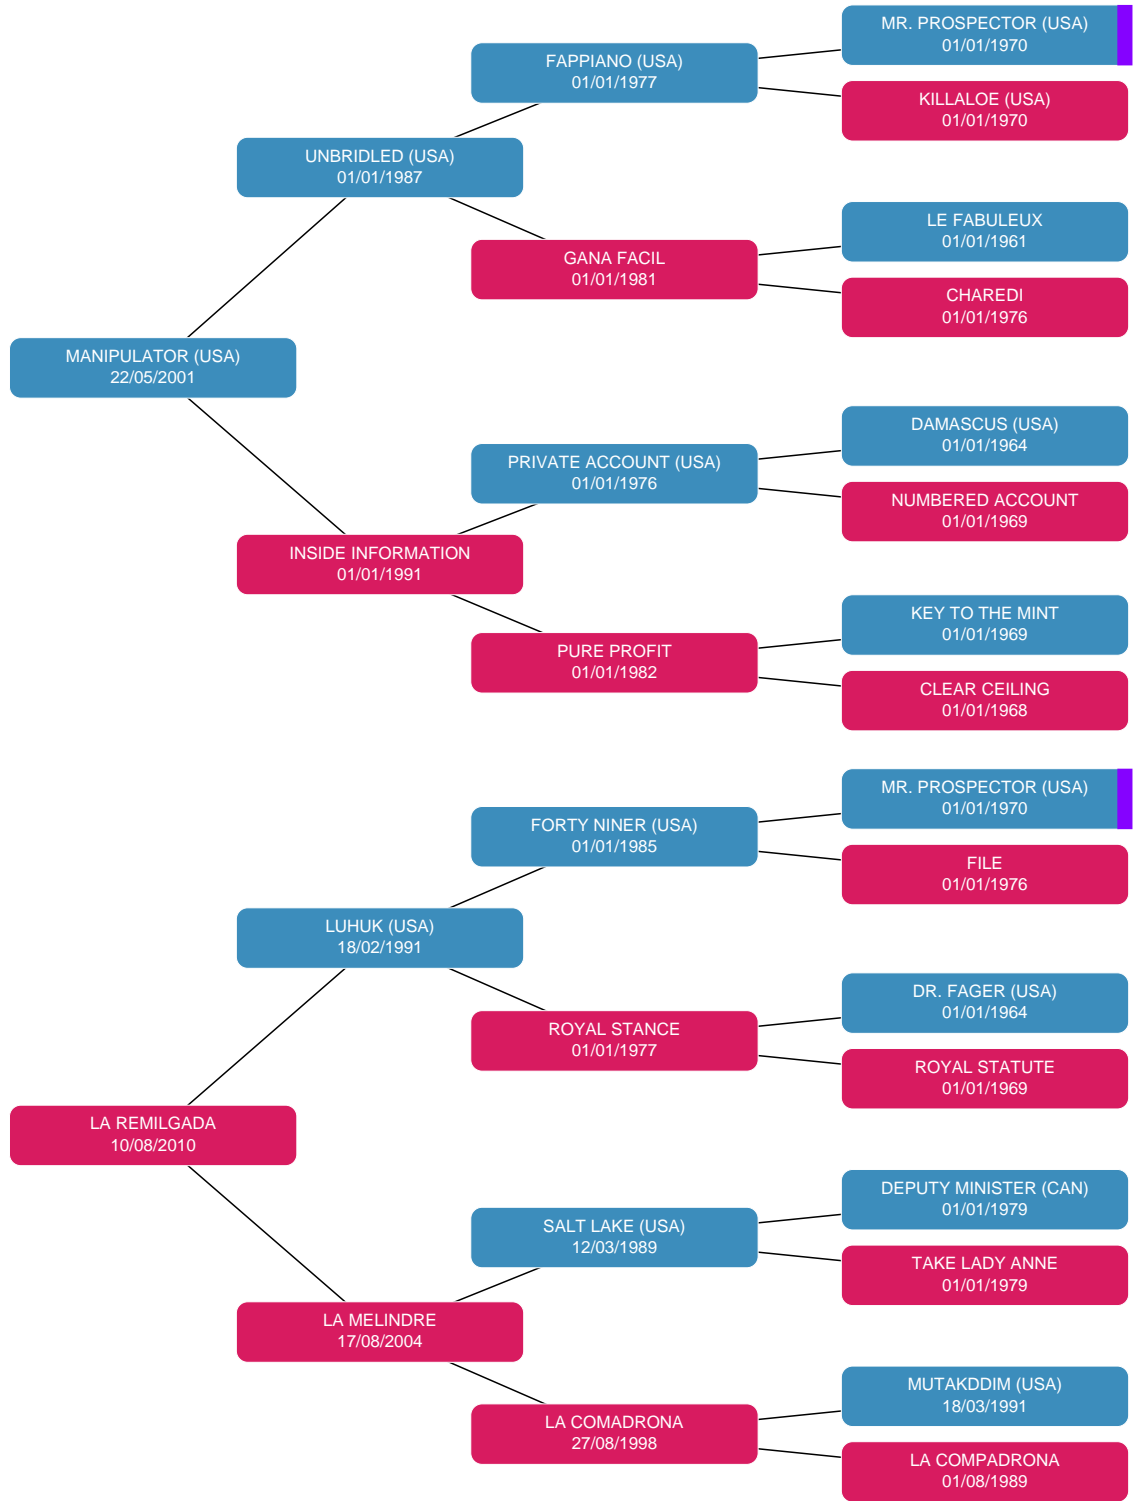 MR. PROSPECTOR (USA)
01/01/1970
FAPPIANO (USA)
01/01/1977
KILLALOE (USA)
01/01/1970
UNBRIDLED (USA)
01/01/1987
LE FABULEUX
01/01/1961
GANA FACIL
01/01/1981
CHAREDI
01/01/1976
MANIPULATOR (USA)
22/05/2001
DAMASCUS (USA)
01/01/1964
PRIVATE ACCOUNT (USA)
01/01/1976
NUMBERED ACCOUNT
01/01/1969
INSIDE INFORMATION
01/01/1991
KEY TO THE MINT
01/01/1969
PURE PROFIT
01/01/1982
CLEAR CEILING
01/01/1968
MR. PROSPECTOR (USA)
01/01/1970
FORTY NINER (USA)
01/01/1985
FILE
01/01/1976
LUHUK (USA)
18/02/1991
DR. FAGER (USA)
01/01/1964
ROYAL STANCE
01/01/1977
ROYAL STATUTE
01/01/1969
LA REMILGADA
10/08/2010
DEPUTY MINISTER (CAN)
01/01/1979
SALT LAKE (USA)
12/03/1989
TAKE LADY ANNE
01/01/1979
LA MELINDRE
17/08/2004
MUTAKDDIM (USA)
18/03/1991
LA COMADRONA
27/08/1998
LA COMPADRONA
01/08/1989